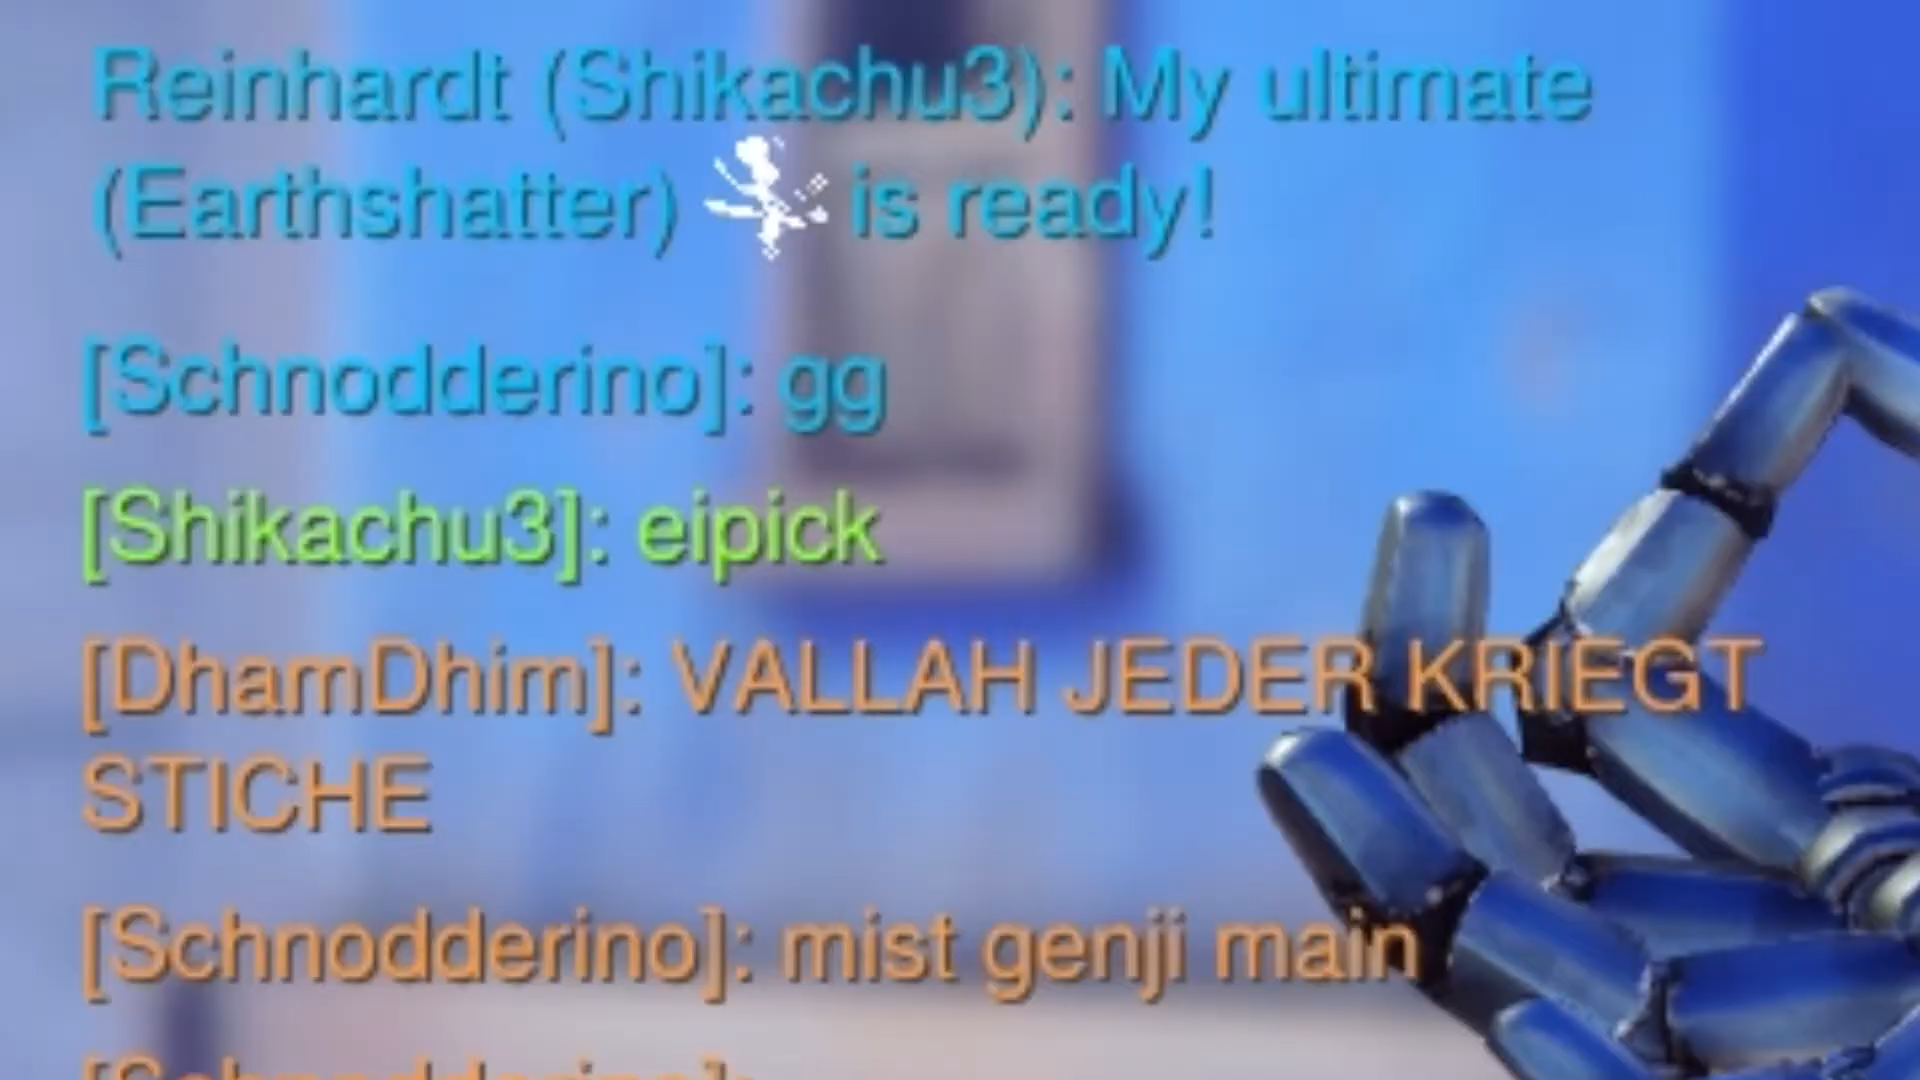 Reinhardt (Shikachu3): My ultimate
(Earthshatter) is ready!
[Schnodderino]: gg
[Shikachu3]: eipick
[DhamDhim]: VALLAH JEDER KRIEGT
STICHE
[Schnodderino]: mist genji main
[Schnodderino]: